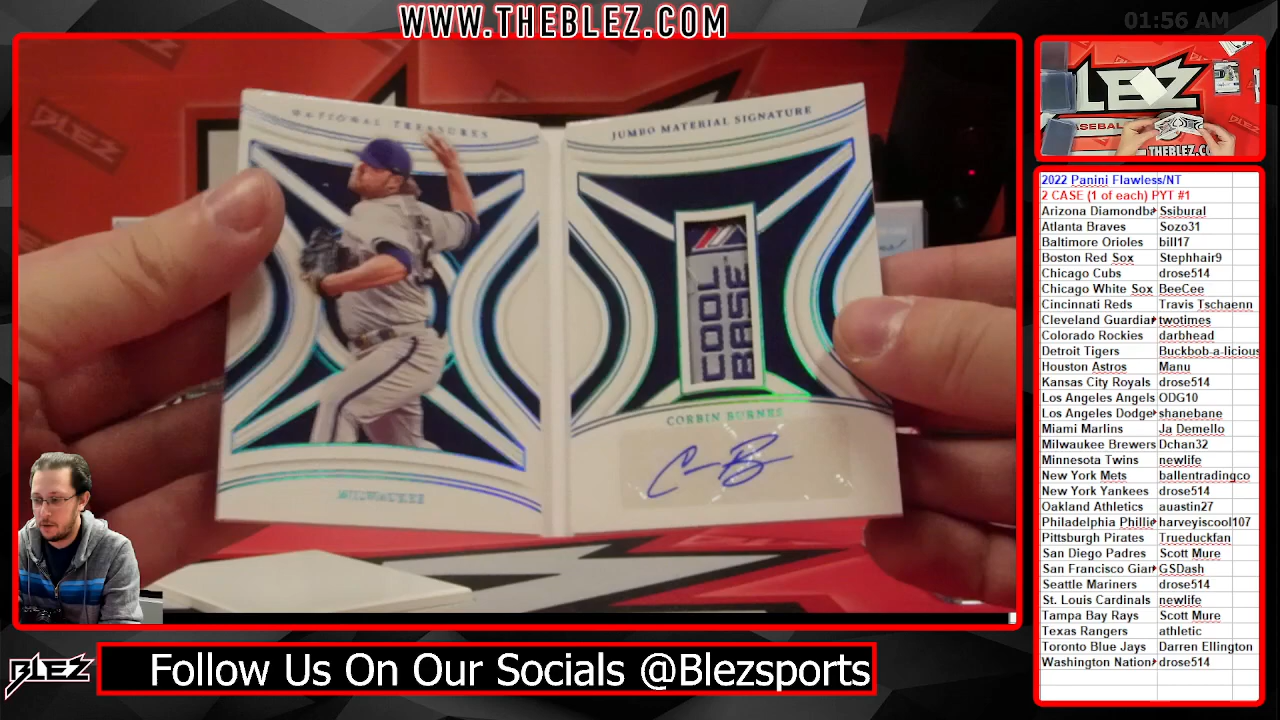 WWW.THEBLEZ.COM
01:56 AM
BLEZ
NATIONAL TREASURES
JUMBO MATERIAL SIGNATURE
COOL
BASE
CORBIN BURNES
MILWAUKEE
BLEZ
BASEBALL
THEBLEZ.CO
2022 Panini Flawless/NT
2 CASE (1 of each) PYT #1
Arizona Diamondba Ssibural
Atlanta Braves Sozo31
Baltimore Orioles bill17
Boston Red Sox Stephhair9
Chicago Cubs drose514
Chicago White Sox BeeCee
Cincinnati Reds Travis Tschaenn
Cleveland Guardian twotimes
Colorado Rockies darbhead
Detroit Tigers Buckbob-a-licious
Houston Astros Manu
Kansas City Royals drose514
Los Angeles Angels ODG10
Los Angeles Dodge shanebane
Miami Marlins Ja Demello
Milwaukee Brewers Dchan32
Minnesota Twins newlife
New York Mets ballentradingco
New York Yankees drose514
Oakland Athletics auastin27
Philadelphia Phillie harveyiscool107
Pittsburgh Pirates Trueduckfan
San Diego Padres Scott Mure
San Francisco Gian GSDash
Seattle Mariners drose514
St. Louis Cardinals newlife
Tampa Bay Rays Scott Mure
Texas Rangers athletic
Toronto Blue Jays Darren Ellington
Washington Nation drose514
BLEZ
Follow Us On Our Socials @Blezsports